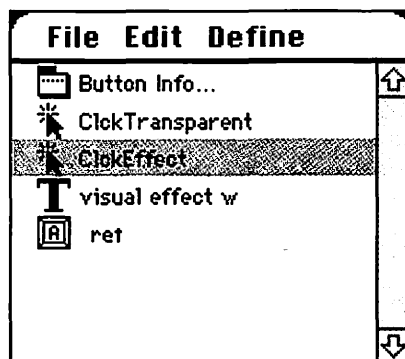 File Edit Define
Button Info...
ClckTransparent
ClckEffect
visual effect w
A ret